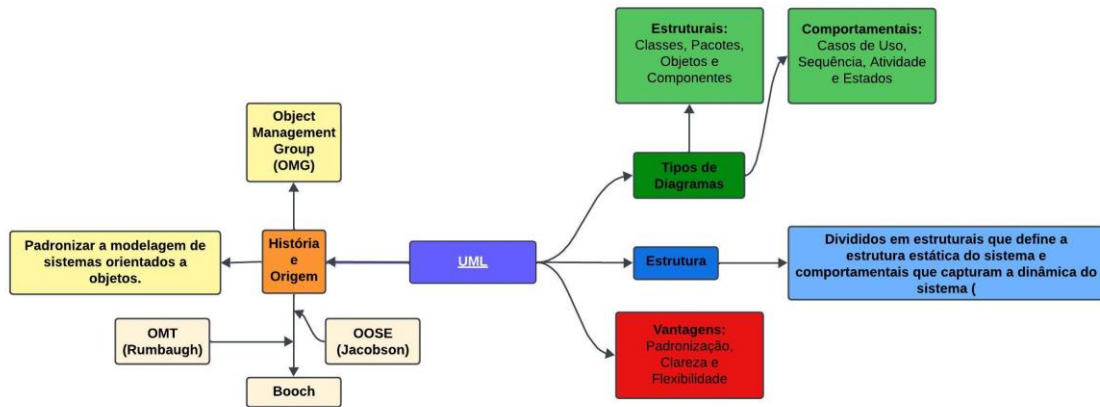 Estruturais:
Classes, Pacotes,
Objetos e
Componentes
Comportamentais:
Casos de Uso,
Sequência, Atividade
e Estados
Object
Management
Group
(OMG)
Tipos de
Diagramas
Padronizar a modelagem de
sistemas orientados a
objetos.
História
e
Origem
UML
Estrutura
Divididos em estruturais que define a
estrutura estática do sistema e
comportamentais que capturam a dinâmica do
sistema (
OMT
(Rumbaugh)
OOSE
(Jacobson)
Booch
Vantagens:
Padronização,
Clareza e
Flexibilidade